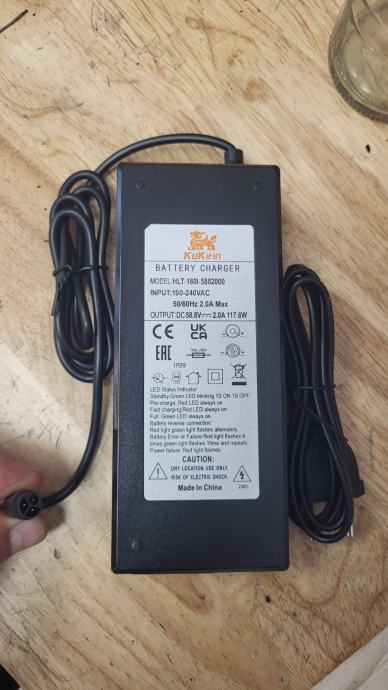 KuKirin
BATTERY CHARGER
MODEL:HLT-180I-5882000
INPUT:100-240VAC
50/60Hz 2.0A Max
OUTPUT:DC58.8V⎓2.0A 117.6W
CE UK CA
EAC
IP20
LED Status Indicator
Standby:Green LED blinking 1S ON 1S OFF
Pre-charge: Red LED always on
Fast charging:Red LED always on
Full: Green LED always on
Battery reverse connection:
Red light green light flashes alternately
Battery Error or Failure:Red light flashes 4
times green light flashes 1time and repeats
Power failure: Red light flashes.
CAUTION:
DRY LOCATION USE ONLY.
RISK OF ELECTRIC SHOCK
Made In China